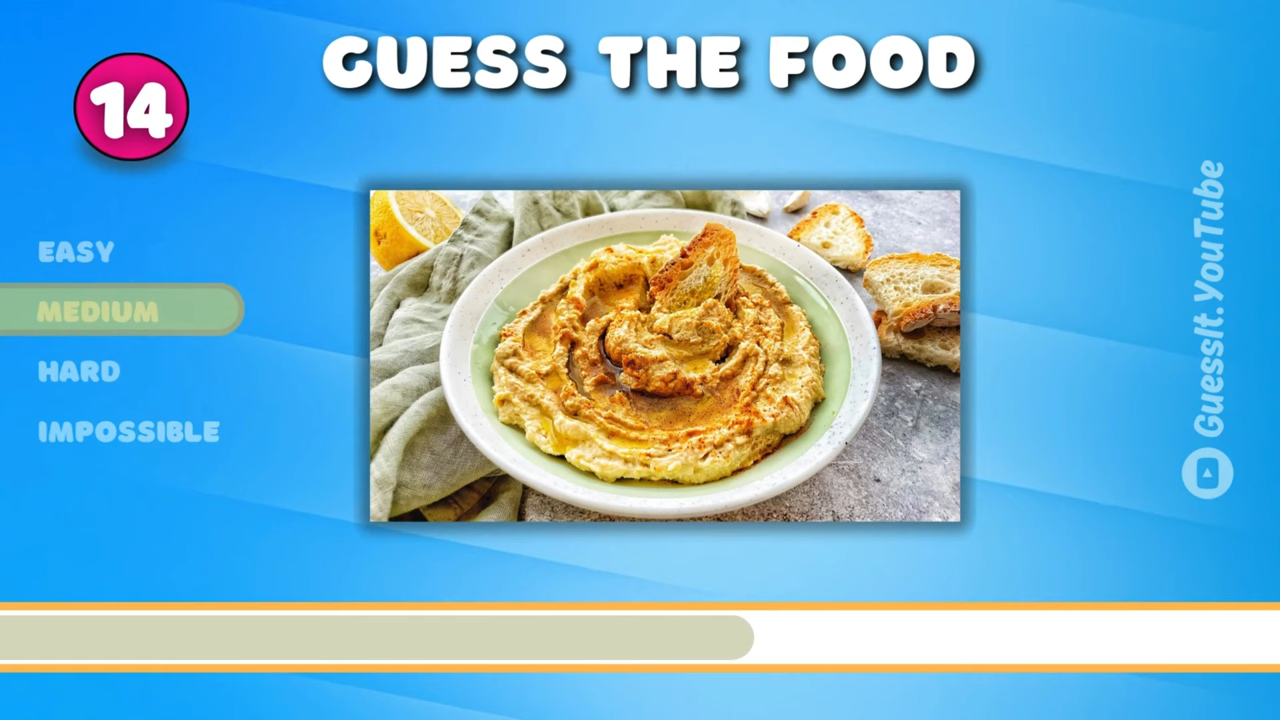 GUESS THE FOOD
14
EASY
MEDIUM
HARD
IMPOSSIBLE
GuessIt.YouTube